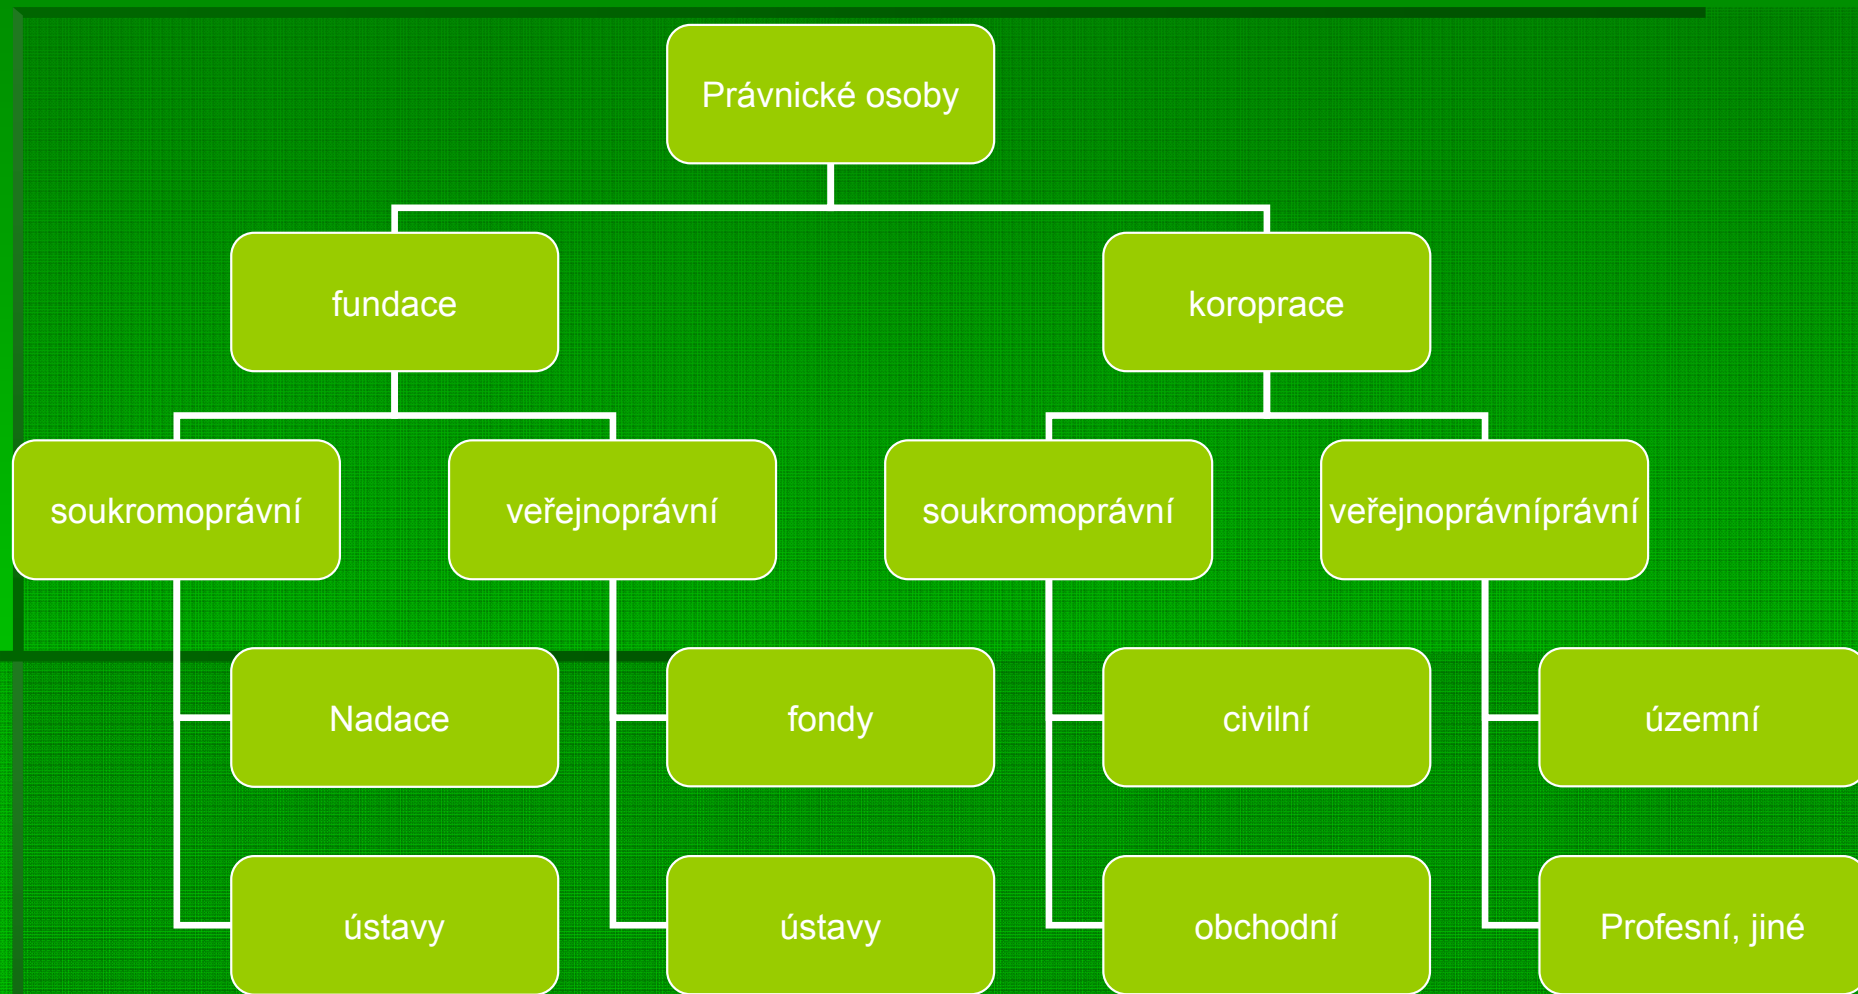 Právnické osoby
fundace
koroprace
soukromoprávní
veřejnoprávní
soukromoprávní
veřejnoprávníprávní
Nadace
fondy
civilní
územní
ústavy
ústavy
obchodní
Profesní, jiné